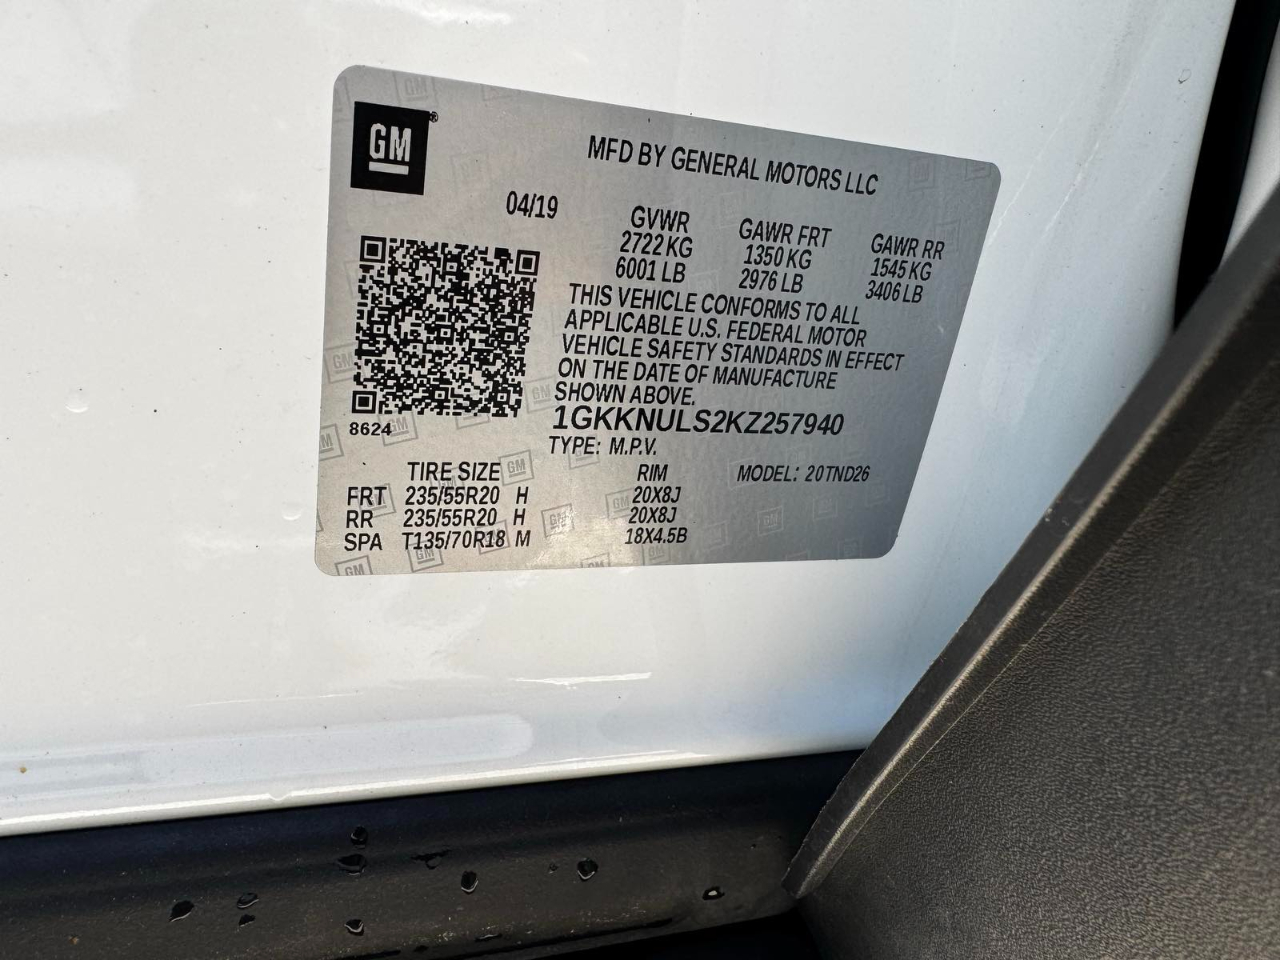 GM®
MFD BY GENERAL MOTORS LLC
04/19
GVWR GAWR FRT GAWR RR
2722 KG 1350 KG 1545 KG
6001 LB 2976 LB 3406 LB
THIS VEHICLE CONFORMS TO ALL
APPLICABLE U.S. FEDERAL MOTOR
VEHICLE SAFETY STANDARDS IN EFFECT
ON THE DATE OF MANUFACTURE
SHOWN ABOVE.
1GKKNULS2KZ257940
8624
TYPE: M.P.V.
TIRE SIZE RIM MODEL: 20TND26
FRT 235/55R20 H 20X8J
RR 235/55R20 H 20X8J
SPA T135/70R18 M 18X4.5B